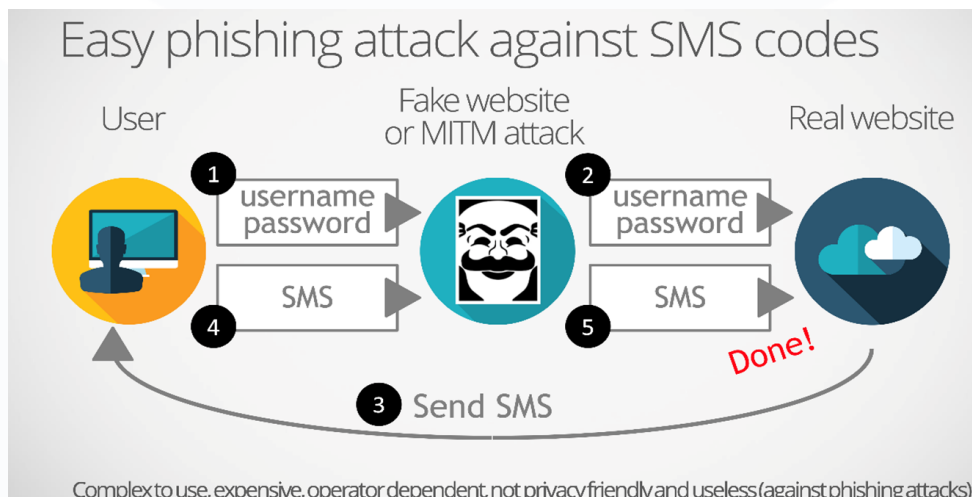 Easy phishing attack against SMS codes
User
Fake website
or MITM attack
Real website
1
username
password
2
username
password
4
SMS
5
SMS
Done!
3 Send SMS
Complex to use, expensive, operator dependent, not privacy friendly and useless (against phishing attacks)